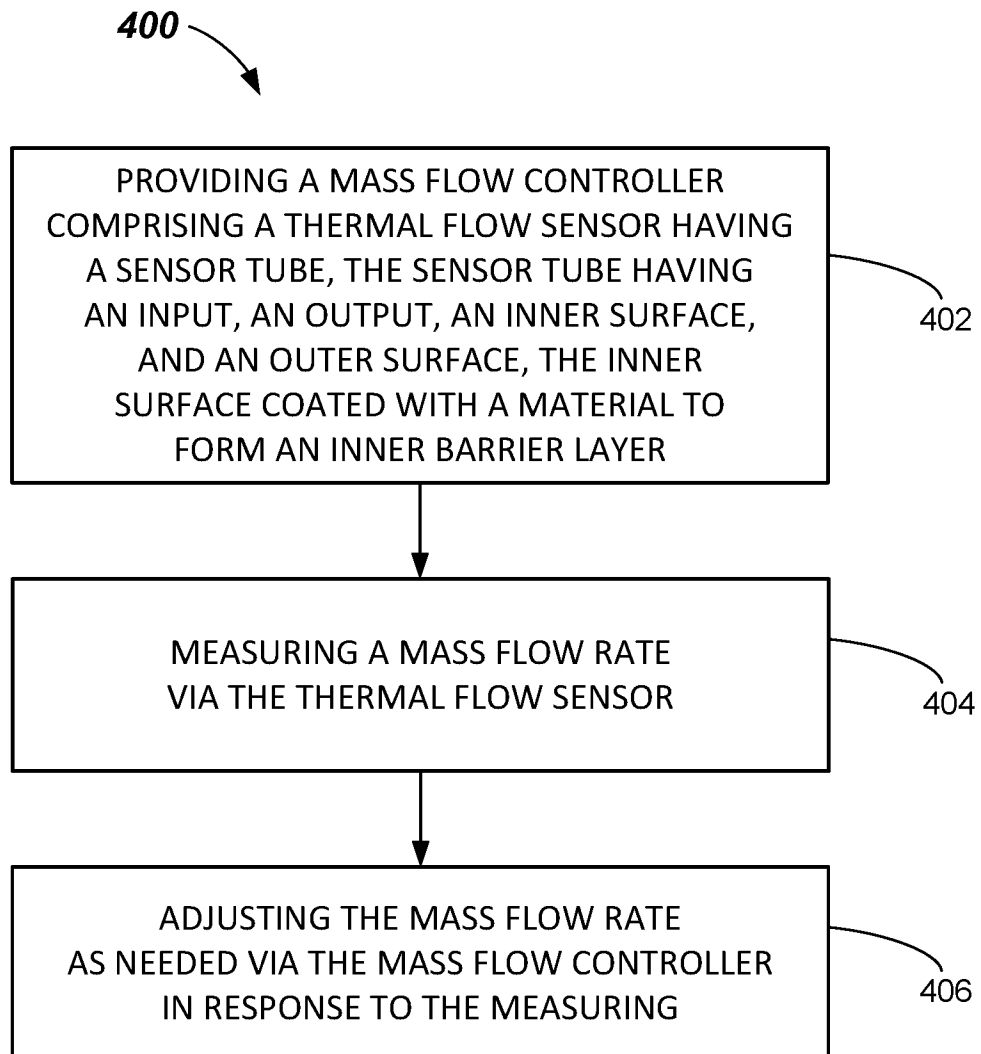 400
PROVIDING A MASS FLOW CONTROLLER
COMPRISING A THERMAL FLOW SENSOR HAVING
A SENSOR TUBE, THE SENSOR TUBE HAVING
AN INPUT, AN OUTPUT, AN INNER SURFACE,
AND AN OUTER SURFACE, THE INNER
SURFACE COATED WITH A MATERIAL TO
FORM AN INNER BARRIER LAYER
402
MEASURING A MASS FLOW RATE
VIA THE THERMAL FLOW SENSOR
404
ADJUSTING THE MASS FLOW RATE
AS NEEDED VIA THE MASS FLOW CONTROLLER
IN RESPONSE TO THE MEASURING
406